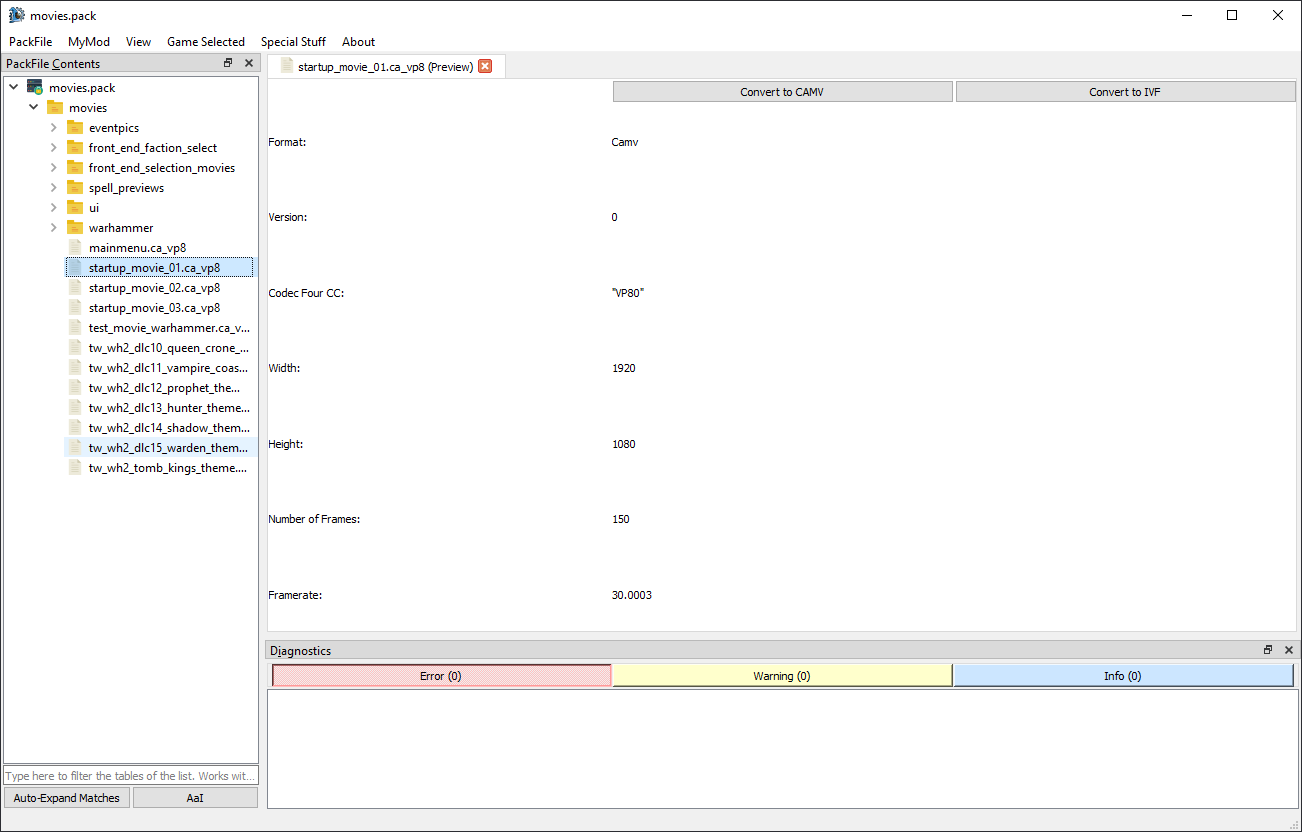 movies.pack
PackFile MyMod View Game Selected Special Stuff About
PackFile Contents
movies.pack
movies
eventpics
front_end_faction_select
front_end_selection_movies
spell_previews
ui
warhammer
mainmenu.ca_vp8
startup_movie_01.ca_vp8
startup_movie_02.ca_vp8
startup_movie_03.ca_vp8
test_movie_warhammer.ca_v...
tw_wh2_dlc10_queen_crone_...
tw_wh2_dlc11_vampire_coas...
tw_wh2_dlc12_prophet_the...
tw_wh2_dlc13_hunter_theme...
tw_wh2_dlc14_shadow_them...
tw_wh2_dlc15_warden_them...
tw_wh2_tomb_kings_theme....
Type here to filter the tables of the list. Works wit...
Auto-Expand Matches AaI
startup_movie_01.ca_vp8 (Preview)
Convert to CAMV Convert to IVF
Format: Camv
Version: 0
Codec Four CC: "VP80"
Width: 1920
Height: 1080
Number of Frames: 150
Framerate: 30.0003
Diagnostics
Error (0) Warning (0) Info (0)